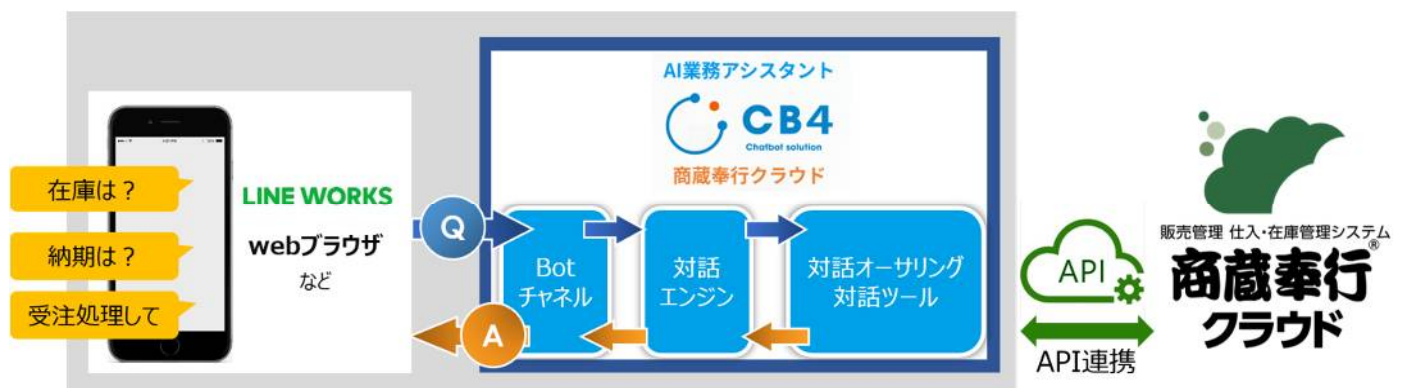 在庫は？
納期は？
受注処理して
LINE WORKS
webブラウザ
など
Q
A
AI業務アシスタント
CB4
Chatbot solution
商蔵奉行クラウド
Bot
チャネル
対話
エンジン
対話オーサリング
対話ツール
API
API連携
販売管理 仕入・在庫管理システム
商蔵奉行®
クラウド